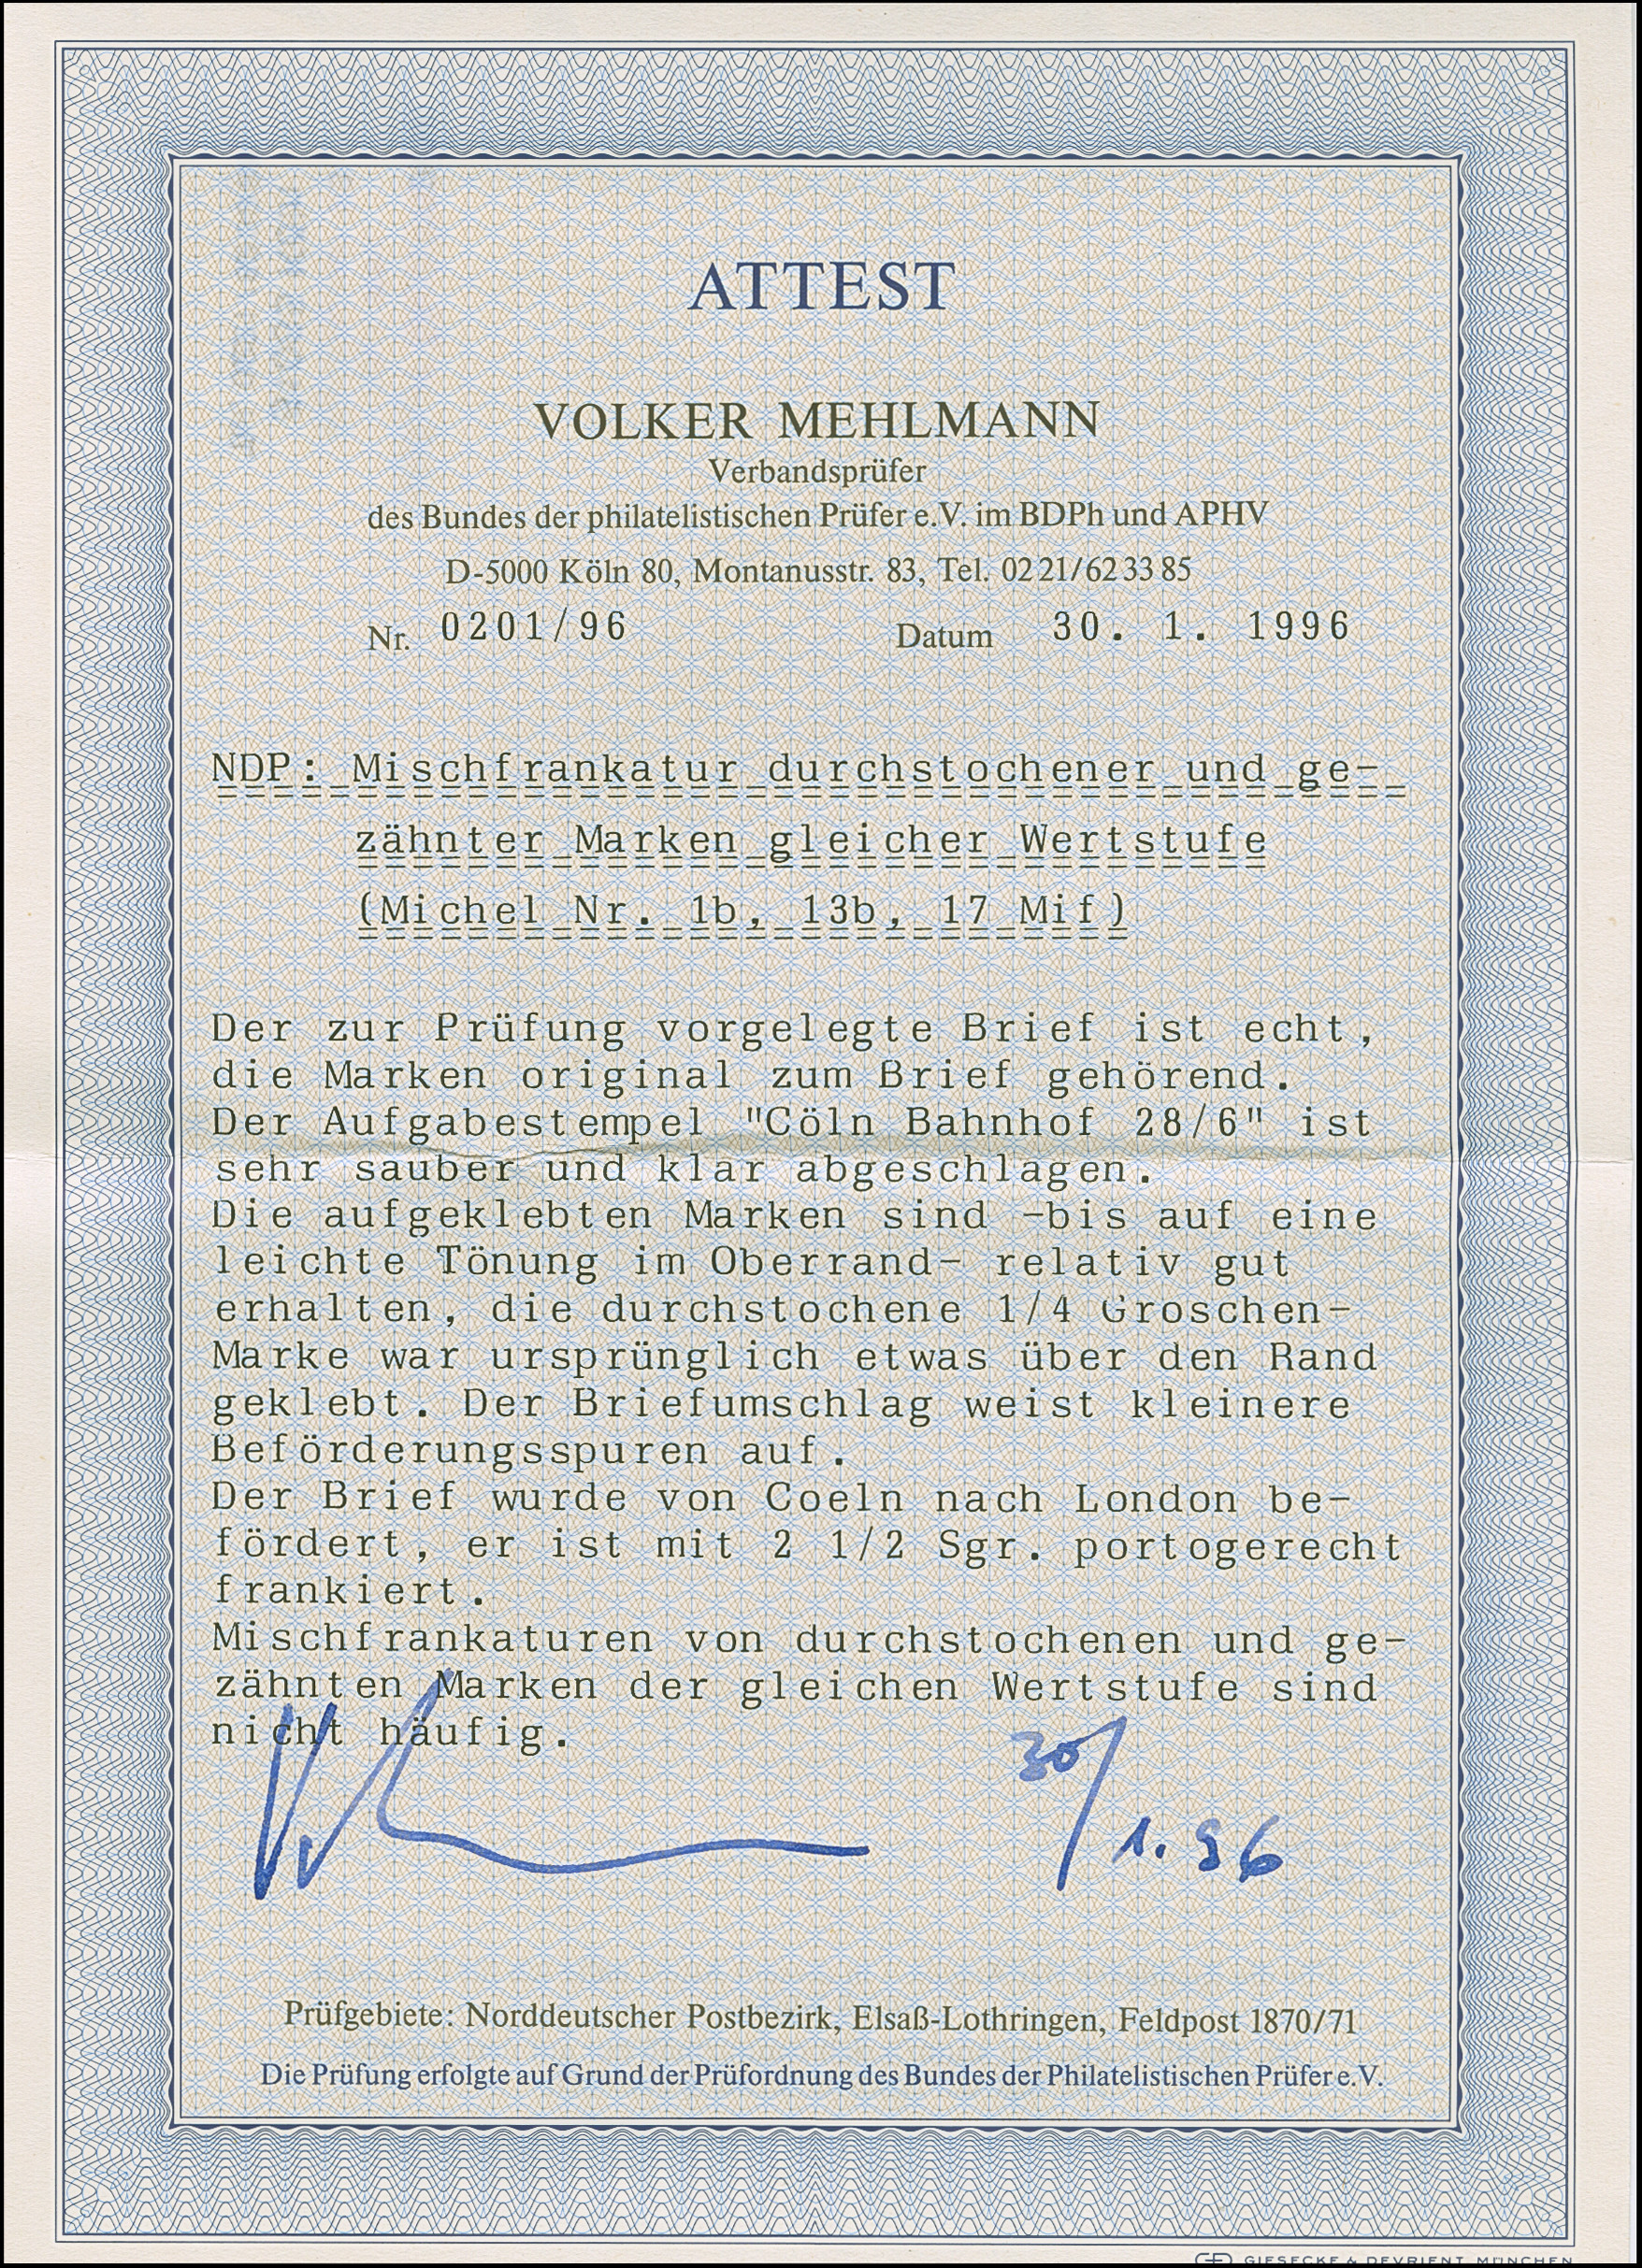 ATTEST
VOLKER MEHLMANN
Verbandsprüfer
des Bundes der philatelistischen Prüfer e.V. im BDPh und APHV
D-5000 Köln 80, Montanusstr. 83, Tel. 02 21/62 33 85
Nr. 0201/96 Datum 30. 1. 1996
NDP: Mischfrankatur durchstochener und ge-
zähnter Marken gleicher Wertstufe
(Michel Nr. 1b, 13b, 17 Mif)
Der zur Prüfung vorgelegte Brief ist echt,
die Marken original zum Brief gehörend.
Der Aufgabestempel "Cöln Bahnhof 28/6" ist
sehr sauber und klar abgeschlagen.
Die aufgeklebten Marken sind -bis auf eine
leichte Tönung im Oberrand- relativ gut
erhalten, die durchstochene 1/4 Groschen-
Marke war ursprünglich etwas über den Rand
geklebt. Der Briefumschlag weist kleinere
Beförderungsspuren auf.
Der Brief wurde von Coeln nach London be-
fördert, er ist mit 2 1/2 Sgr. portogerecht
frankiert.
Mischfrankaturen von durchstochenen und ge-
zähnten Marken der gleichen Wertstufe sind
nicht häufig.
30/1.96
Prüfgebiete: Norddeutscher Postbezirk, Elsaß-Lothringen, Feldpost 1870/71
Die Prüfung erfolgte auf Grund der Prüfordnung des Bundes der Philatelistischen Prüfer e.V.
GIESECKE & DEVRIENT MÜNCHEN